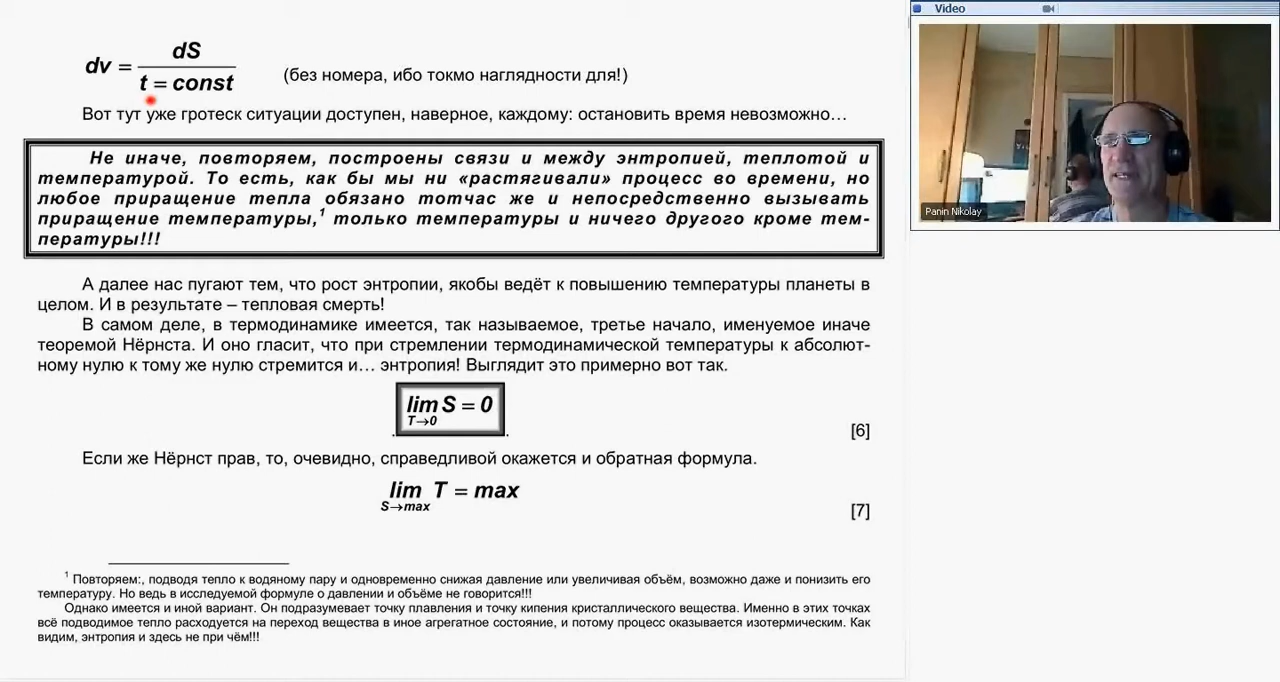 dv = dS / t = const (без номера, ибо токмо наглядности для!)
Вот тут уже гротеск ситуации доступен, наверное, каждому: остановить время невозможно…
Не иначе, повторяем, построены связи и между энтропией, теплотой и
температурой. То есть, как бы мы ни «растягивали» процесс во времени, но
любое приращение тепла обязано тотчас же и непосредственно вызывать
приращение температуры,¹ только температуры и ничего другого кроме тем-
пературы!!!
А далее нас пугают тем, что рост энтропии, якобы ведёт к повышению температуры планеты в
целом. И в результате – тепловая смерть!
В самом деле, в термодинамике имеется, так называемое, третье начало, именуемое иначе
теоремой Нёрнста. И оно гласит, что при стремлении термодинамической температуры к абсолют-
ному нулю к тому же нулю стремится и… энтропия! Выглядит это примерно вот так.
lim S = 0
T→0
[6]
Если же Нёрнст прав, то, очевидно, справедливой окажется и обратная формула.
lim T = max
S→max
[7]
¹ Повторяем:, подводя тепло к водяному пару и одновременно снижая давление или увеличивая объём, возможно даже и понизить его
температуру. Но ведь в исследуемой формуле о давлении и объёме не говорится!!!
Однако имеется и иной вариант. Он подразумевает точку плавления и точку кипения кристаллического вещества. Именно в этих точках
всё подводимое тепло расходуется на переход вещества в иное агрегатное состояние, и потому процесс оказывается изотермическим. Как
видим, энтропия и здесь не при чём!!!
Video
Panin Nikolay